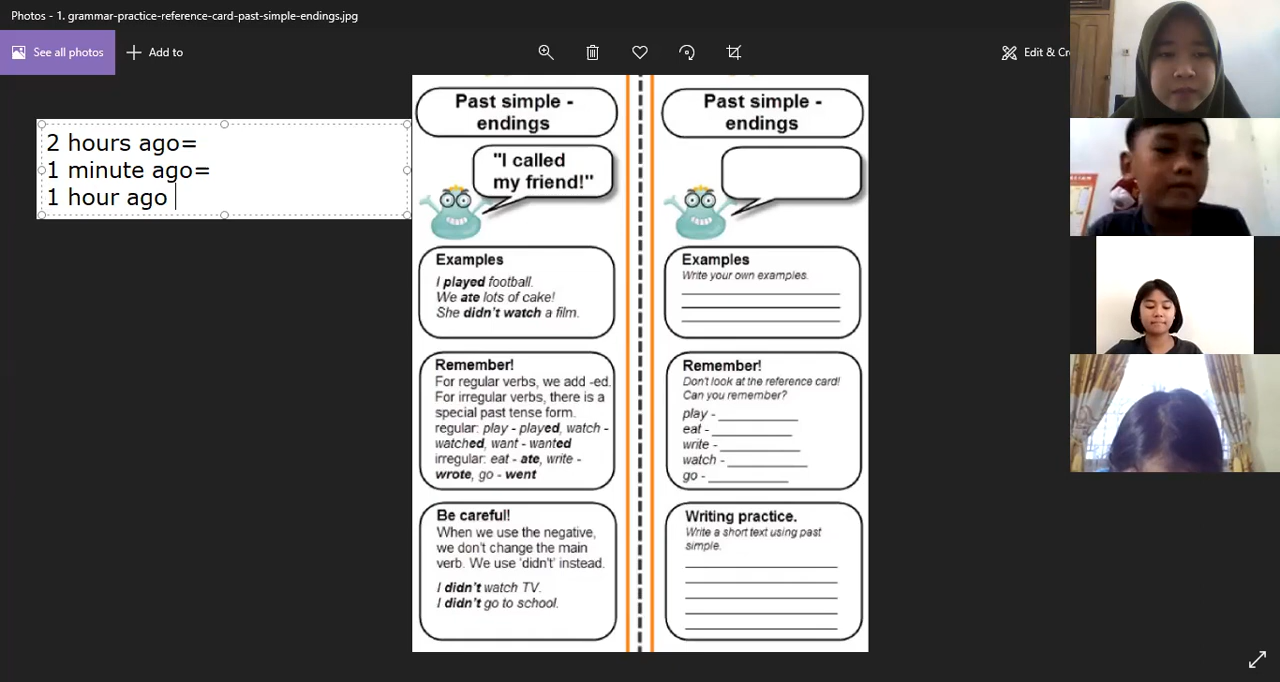 Photos - 1. grammar-practice-reference-card-past-simple-endings.jpg
See all photos
Add to
Edit & Cr
2 hours ago=
1 minute ago=
1 hour ago
Past simple -
endings
"I called
my friend!"
Examples
I played football.
We ate lots of cake!
She didn't watch a film.
Remember!
For regular verbs, we add -ed.
For irregular verbs, there is a
special past tense form.
regular: play - played, watch -
watched, want - wanted
irregular: eat - ate, write -
wrote, go - went
Be careful!
When we use the negative,
we don't change the main
verb. We use 'didn't' instead.
I didn't watch TV.
I didn't go to school.
Past simple -
endings
Examples
Write your own examples.
Remember!
Don't look at the reference card!
Can you remember?
play -
eat -
write -
watch -
go -
Writing practice.
Write a short text using past
simple.